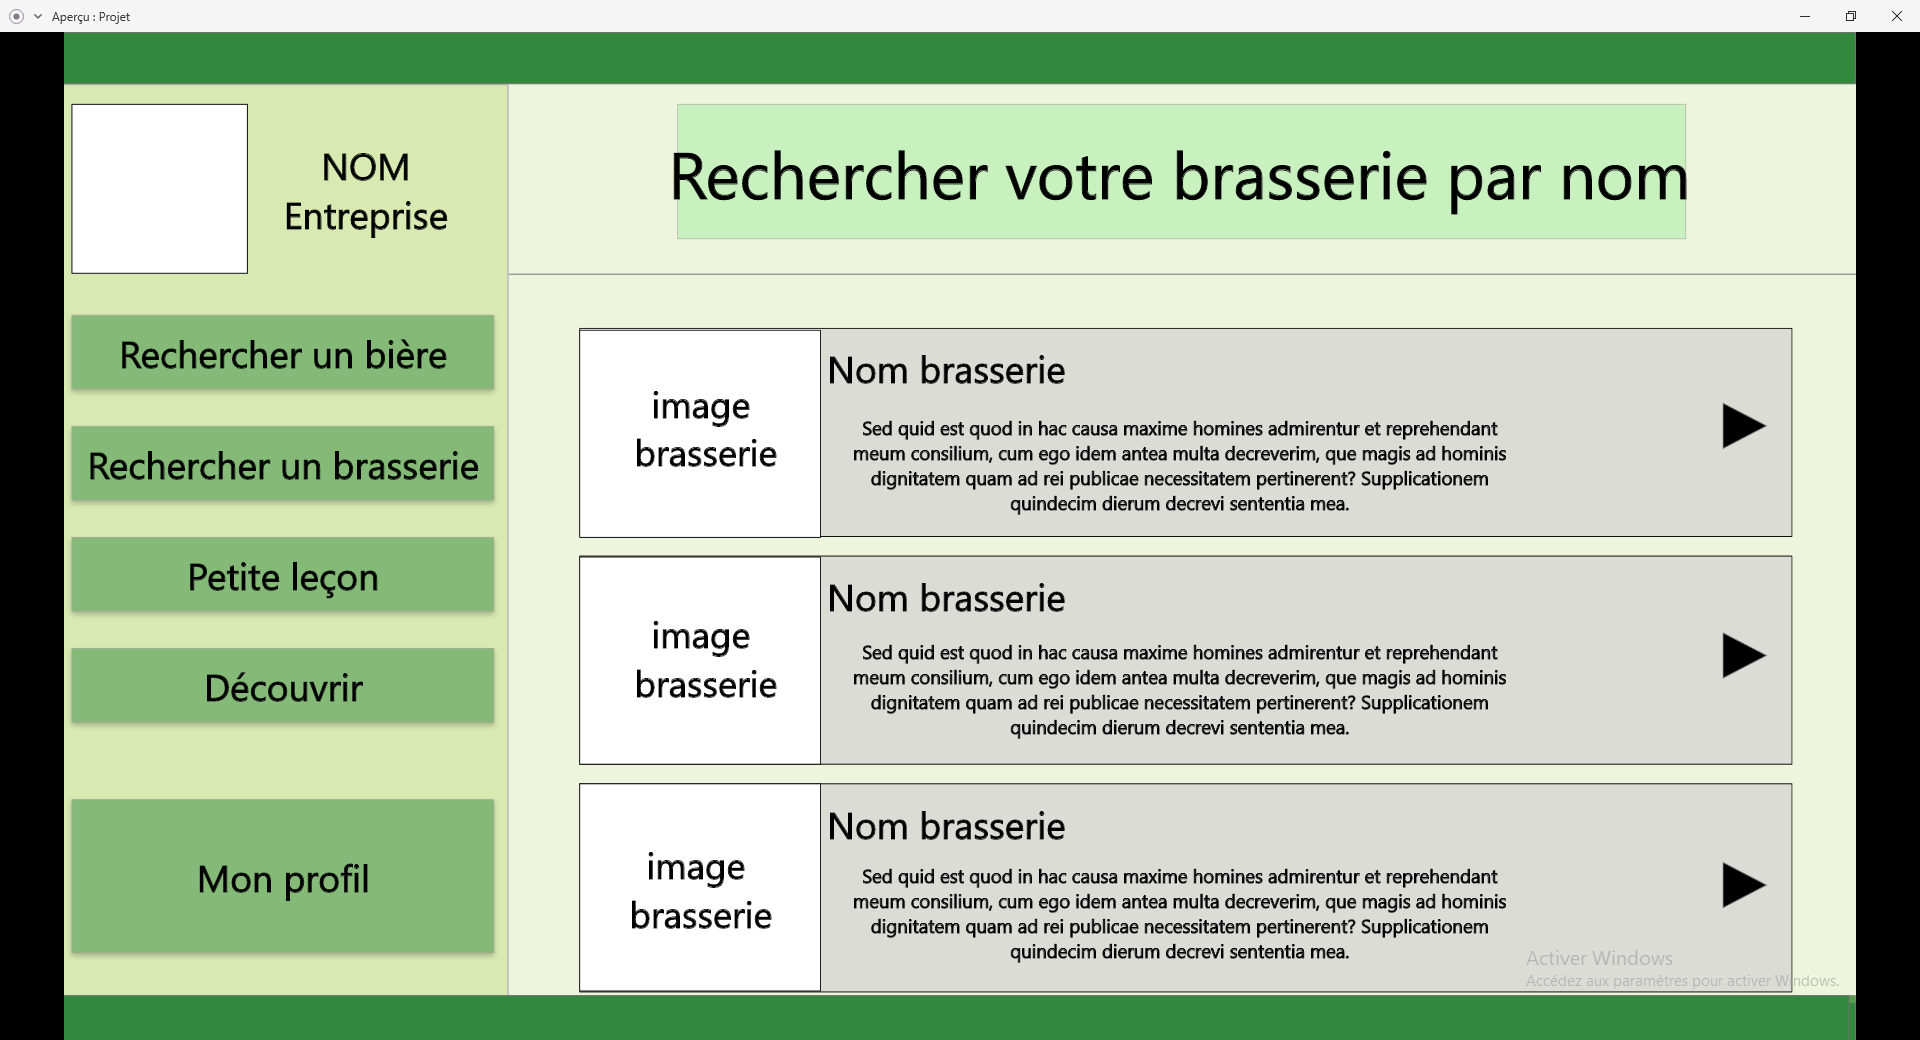 Aperçu : Projet
NOM
Entreprise
Rechercher un bière
Rechercher un brasserie
Petite leçon
Découvrir
Mon profil
Rechercher votre brasserie par nom
image
brasserie
Nom brasserie
Sed quid est quod in hac causa maxime homines admirentur et reprehendant
meum consilium, cum ego idem antea multa decreverim, que magis ad hominis
dignitatem quam ad rei publicae necessitatem pertinerent? Supplicationem
quindecim dierum decrevi sententia mea.
image
brasserie
Nom brasserie
Sed quid est quod in hac causa maxime homines admirentur et reprehendant
meum consilium, cum ego idem antea multa decreverim, que magis ad hominis
dignitatem quam ad rei publicae necessitatem pertinerent? Supplicationem
quindecim dierum decrevi sententia mea.
image
brasserie
Nom brasserie
Sed quid est quod in hac causa maxime homines admirentur et reprehendant
meum consilium, cum ego idem antea multa decreverim, que magis ad hominis
dignitatem quam ad rei publicae necessitatem pertinerent? Supplicationem
quindecim dierum decrevi sententia mea.
Activer Windows
Accédez aux paramètres pour activer Windows.